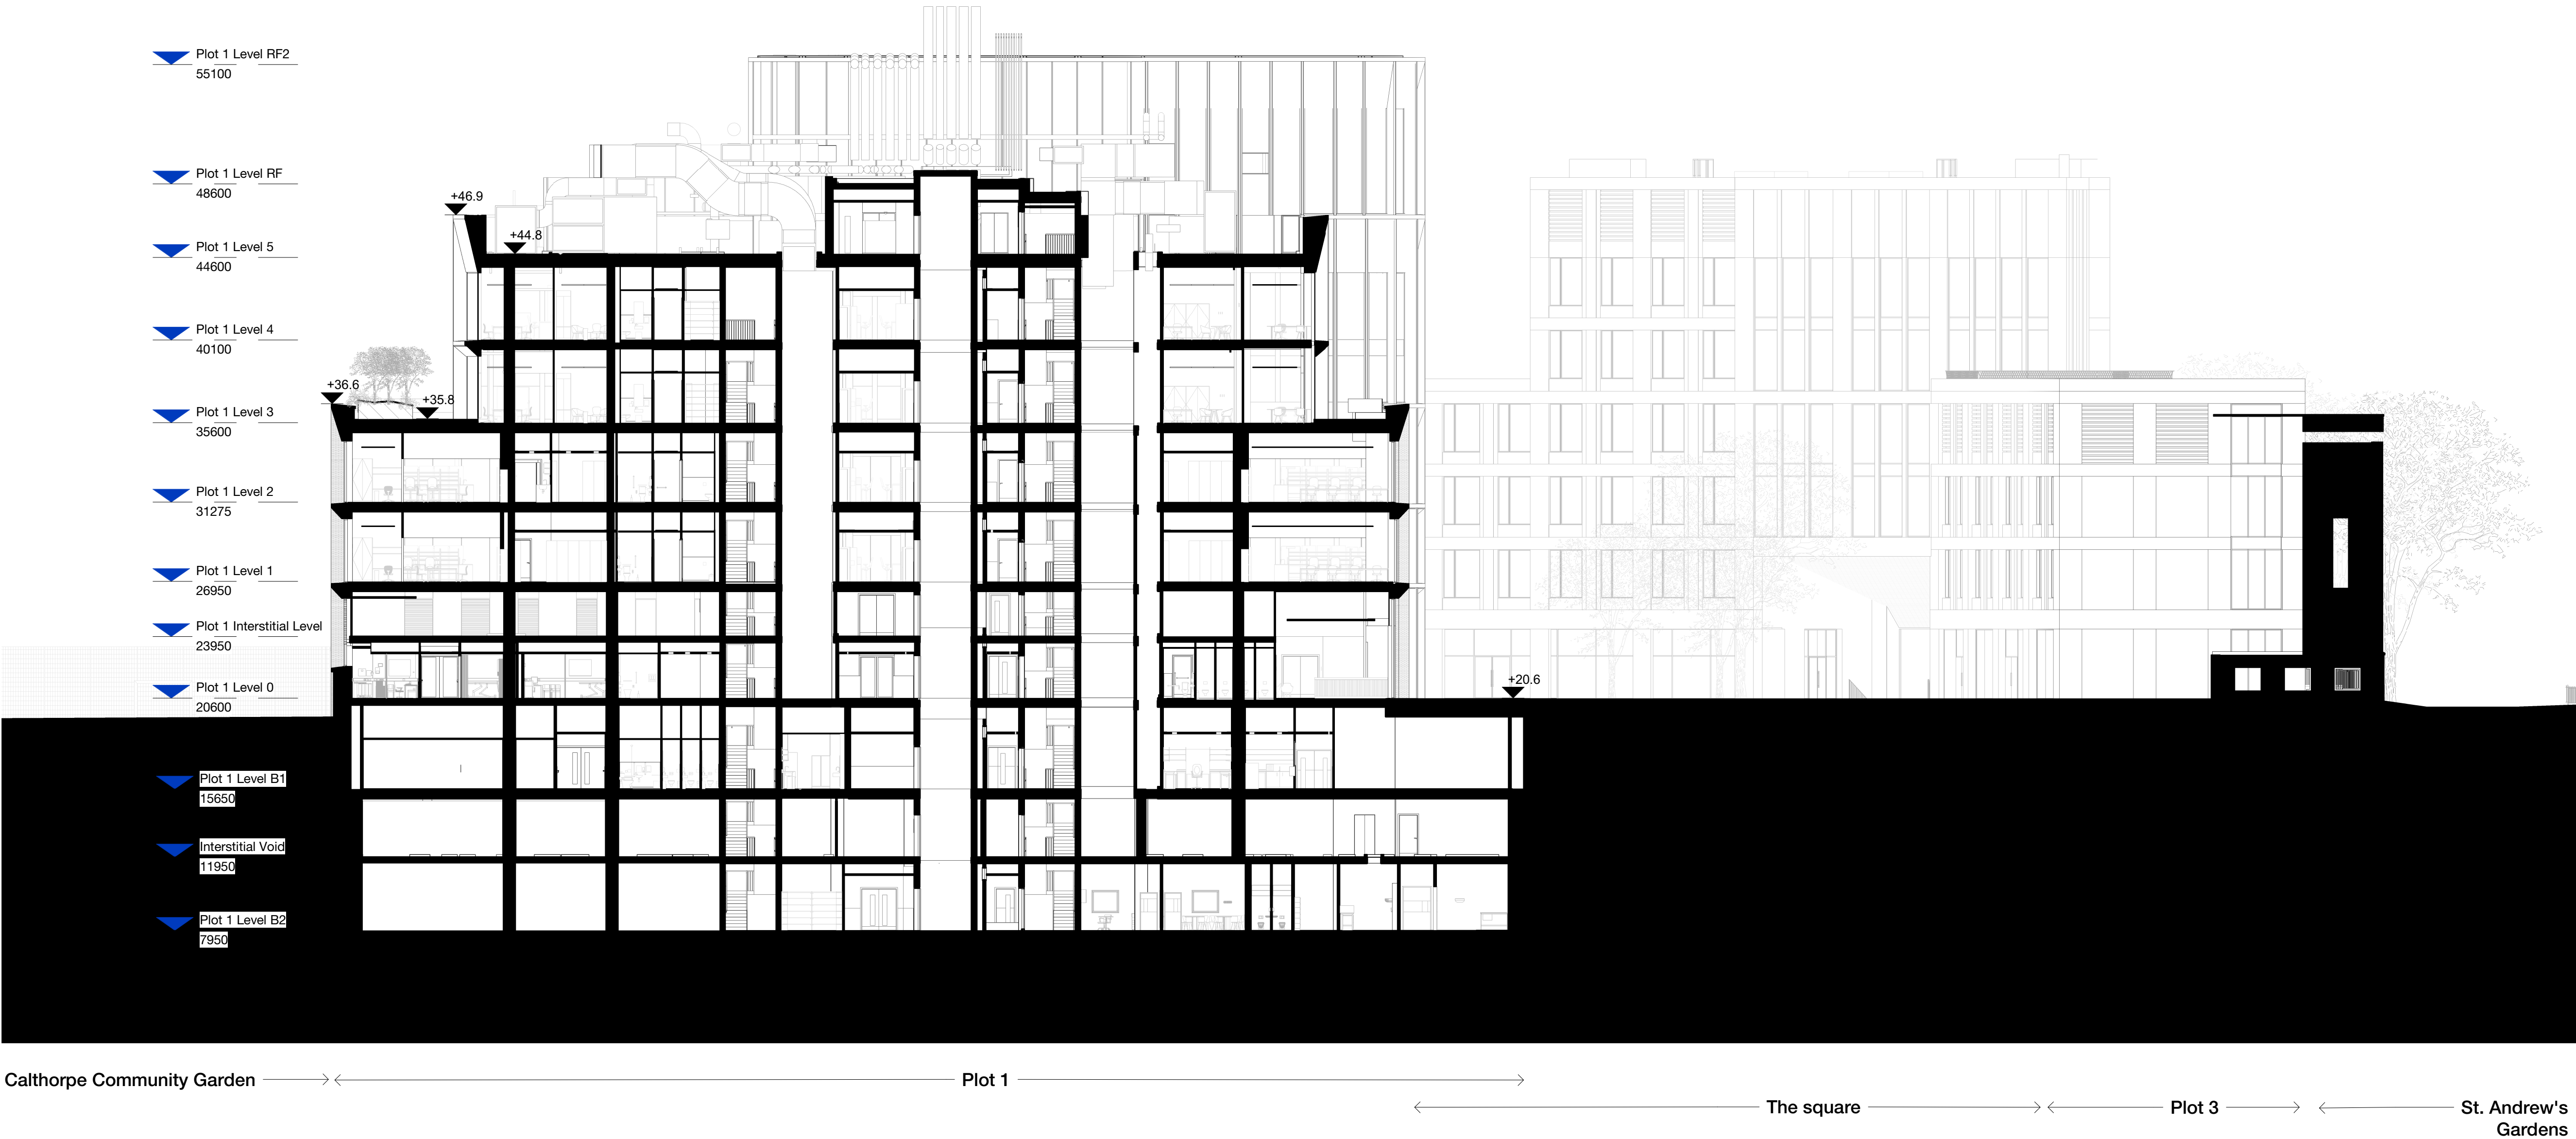 Plot 1 Level RF2
55100
Plot 1 Level RF
48600
+46.9
+44.8
Plot 1 Level 5
44600
Plot 1 Level 4
40100
+36.6
+35.8
Plot 1 Level 3
35600
Plot 1 Level 2
31275
Plot 1 Level 1
26950
Plot 1 Interstitial Level
23950
Plot 1 Level 0
20600
+20.6
Plot 1 Level B1
15650
Interstitial Void
11950
Plot 1 Level B2
7950
Calthorpe Community Garden
Plot 1
The square
Plot 3
St. Andrew's
Gardens